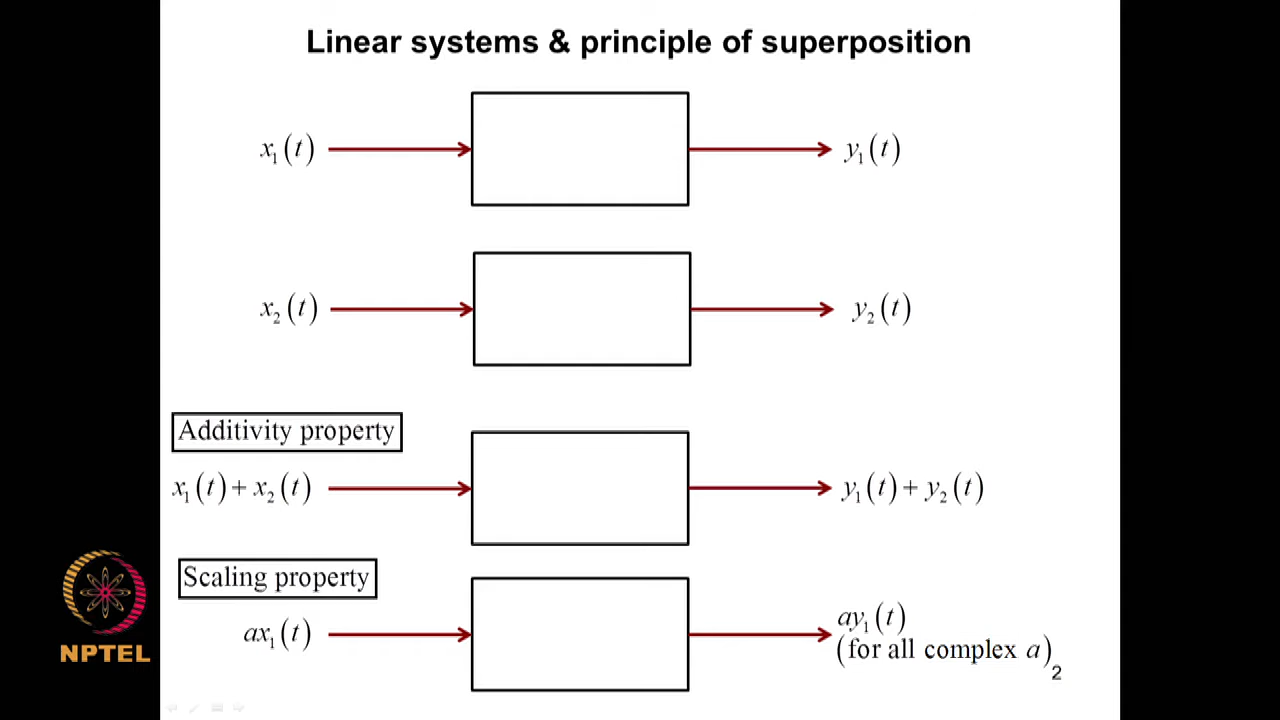 Linear systems & principle of superposition
x₁(t) y₁(t)
x₂(t) y₂(t)
Additivity property
x₁(t)+x₂(t) y₁(t)+y₂(t)
Scaling property
ax₁(t) ay₁(t)
(for all complex a)
NPTEL
2